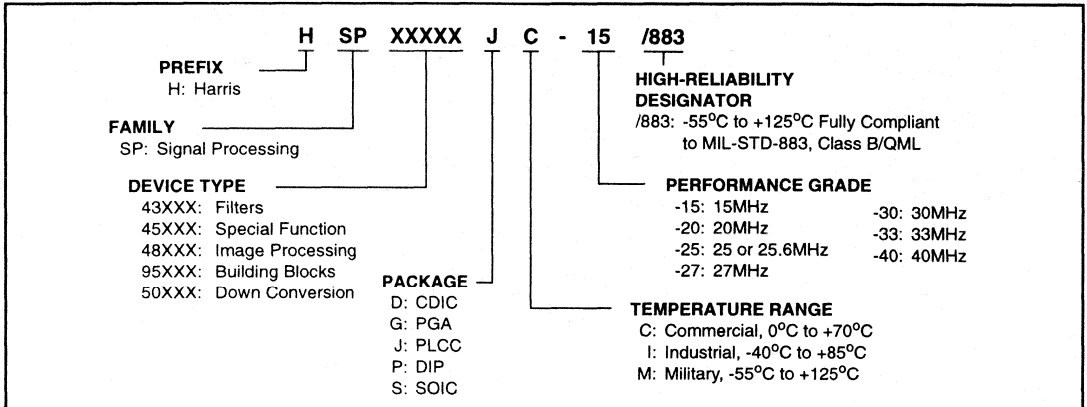 H SP XXXXX J C - 15 /883
PREFIX
H: Harris
FAMILY
SP: Signal Processing
DEVICE TYPE
43XXX: Filters
45XXX: Special Function
48XXX: Image Processing
95XXX: Building Blocks
50XXX: Down Conversion
PACKAGE
D: CDIC
G: PGA
J: PLCC
P: DIP
S: SOIC
HIGH-RELIABILITY
DESIGNATOR
/883: -55°C to +125°C Fully Compliant
to MIL-STD-883, Class B/QML
PERFORMANCE GRADE
-15: 15MHz
-20: 20MHz
-25: 25 or 25.6MHz
-27: 27MHz
-30: 30MHz
-33: 33MHz
-40: 40MHz
TEMPERATURE RANGE
C: Commercial, 0°C to +70°C
I: Industrial, -40°C to +85°C
M: Military, -55°C to +125°C